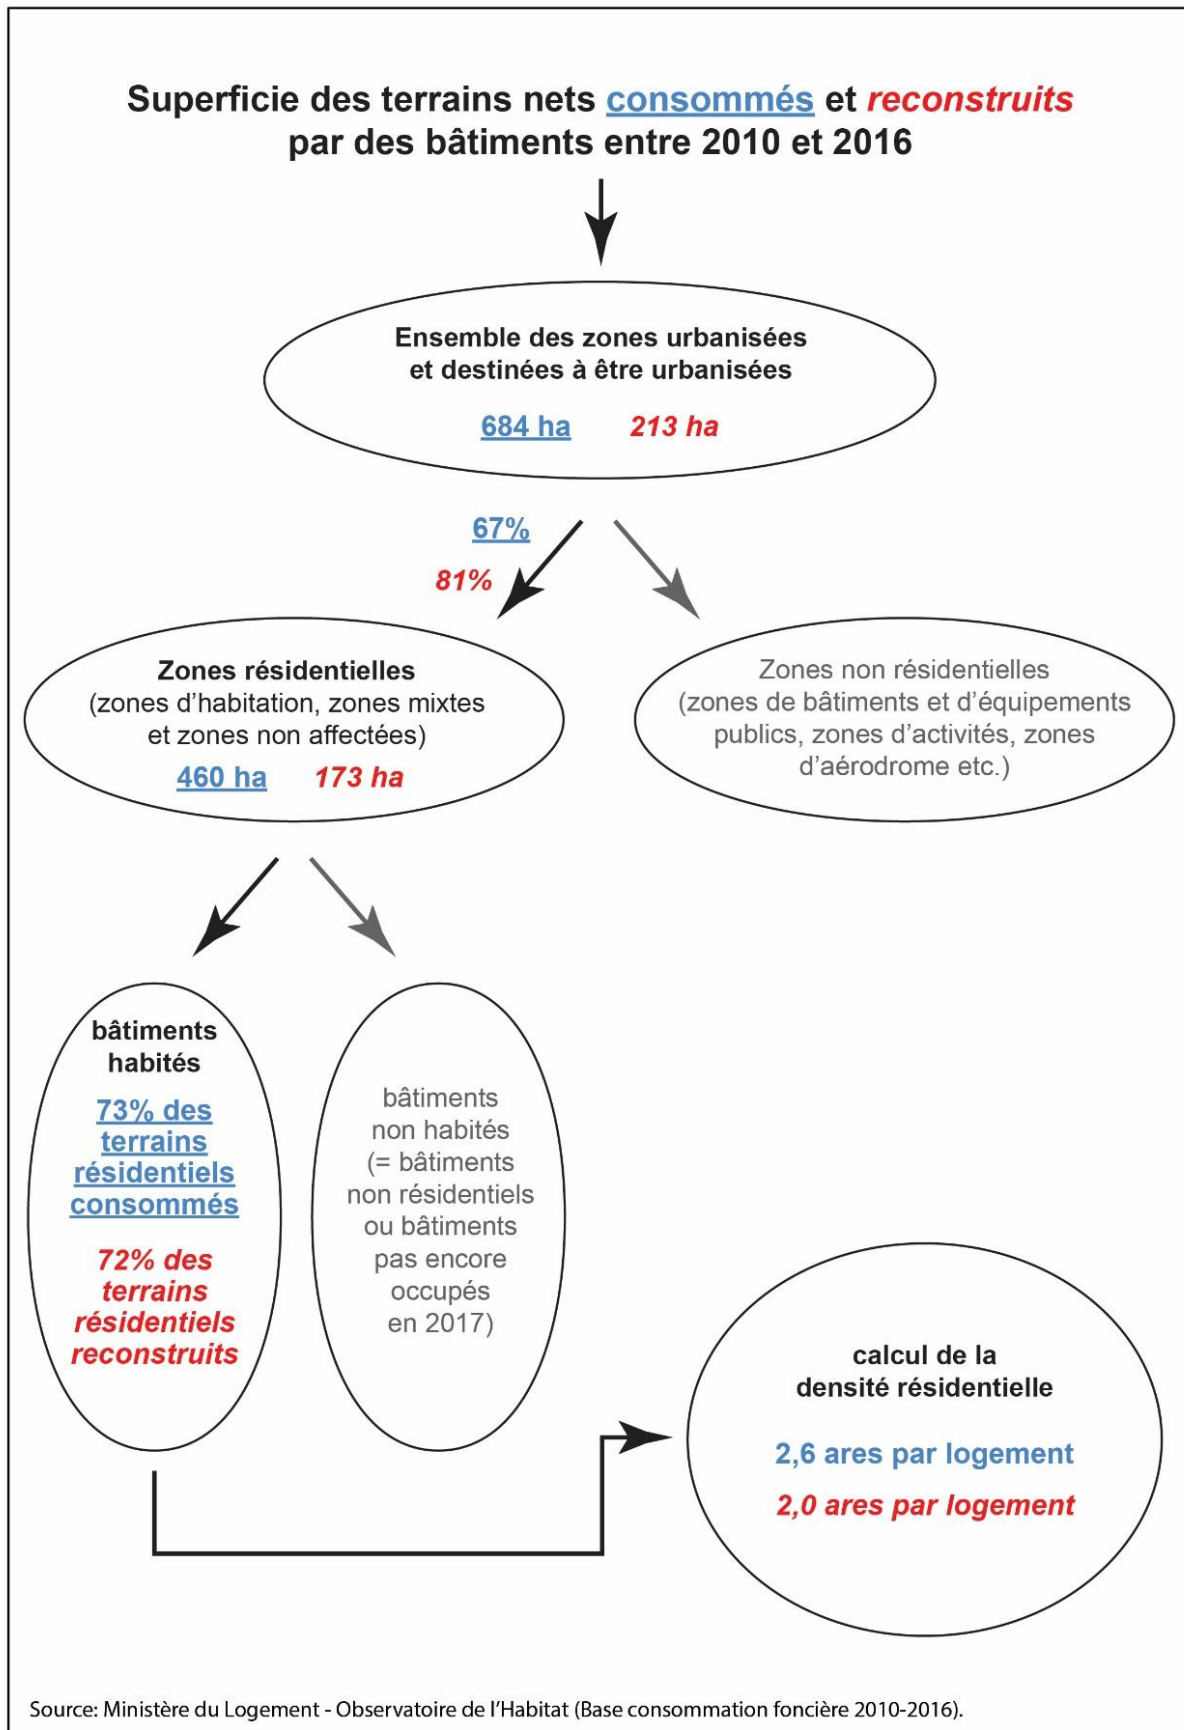 Superficie des terrains nets consommés et reconstruits
par des bâtiments entre 2010 et 2016
Ensemble des zones urbanisées
et destinées à être urbanisées
684 ha 213 ha
67%
81%
Zones résidentielles
(zones d'habitation, zones mixtes
et zones non affectées)
460 ha 173 ha
Zones non résidentielles
(zones de bâtiments et d'équipements
publics, zones d'activités, zones
d'aérodrome etc.)
bâtiments
habités
73% des
terrains
résidentiels
consommés
72% des
terrains
résidentiels
reconstruits
bâtiments
non habités
(= bâtiments
non résidentiels
ou bâtiments
pas encore
occupés
en 2017)
calcul de la
densité résidentielle
2,6 ares par logement
2,0 ares par logement
Source: Ministère du Logement - Observatoire de l'Habitat (Base consommation foncière 2010-2016).